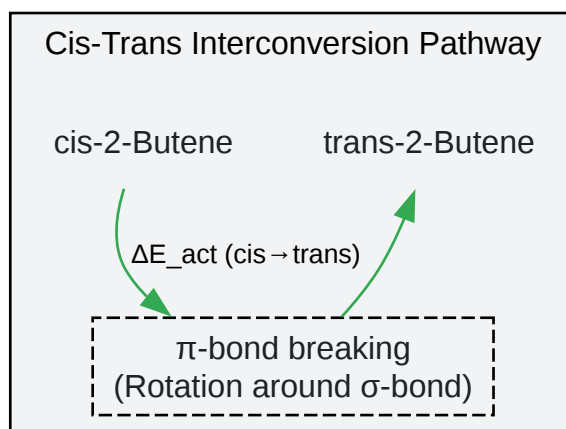 Cis-Trans Interconversion Pathway
cis-2-Butene
trans-2-Butene
ΔE_act (cis→trans)
π-bond breaking
(Rotation around σ-bond)